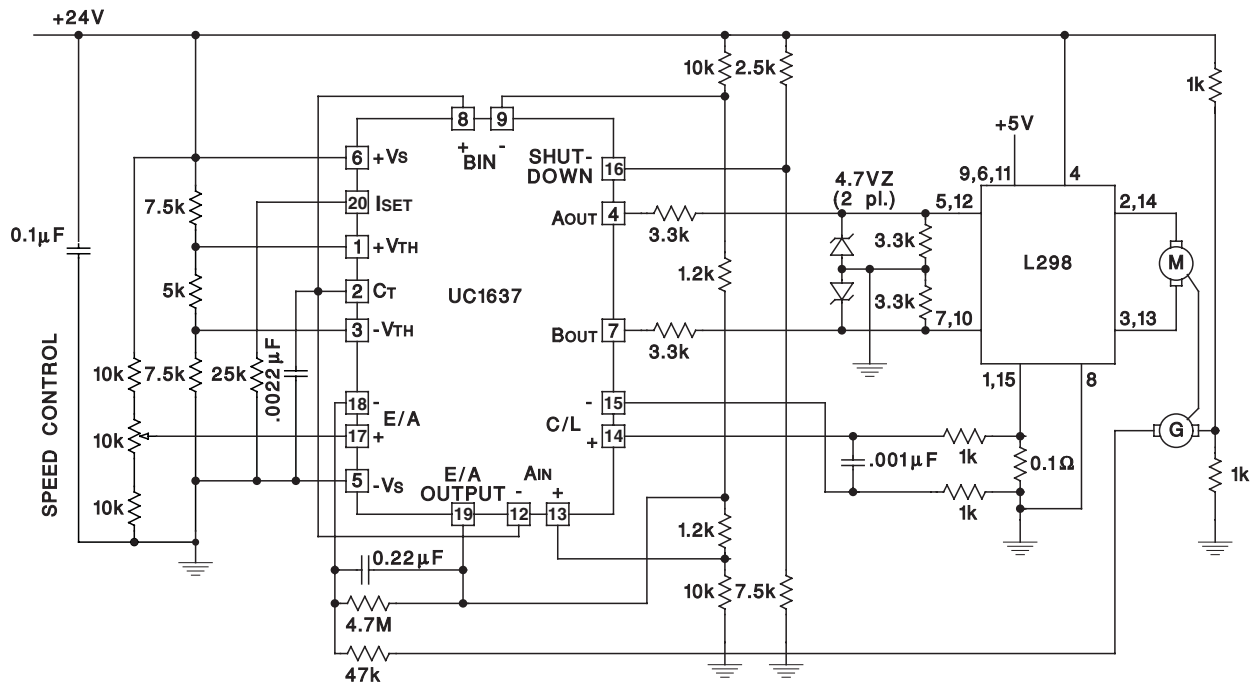 +24V
10k
2.5k
1k
8
9
+
BIN
-
+5V
6
+VS
SHUT-
DOWN
16
9,6,11
4
7.5k
20
ISET
AOUT
4
3.3k
4.7VZ
(2 pl.)
5,12
2,14
0.1µF
1
+VTH
3.3k
5k
2
CT
UC1637
1.2k
L298
M
3.3k
3
-VTH
BOUT
7
3.3k
7,10
3,13
SPEED CONTROL
10k
7.5k
25k
.0022µF
1,15
8
18
-
E/A
-
15
C/L
10k
17
+
+
14
1k
G
.001µF
0.1Ω
10k
5
-VS
E/A
OUTPUT
AIN
-
+
1k
1k
19
12
13
1.2k
0.22µF
10k
7.5k
4.7M
47k